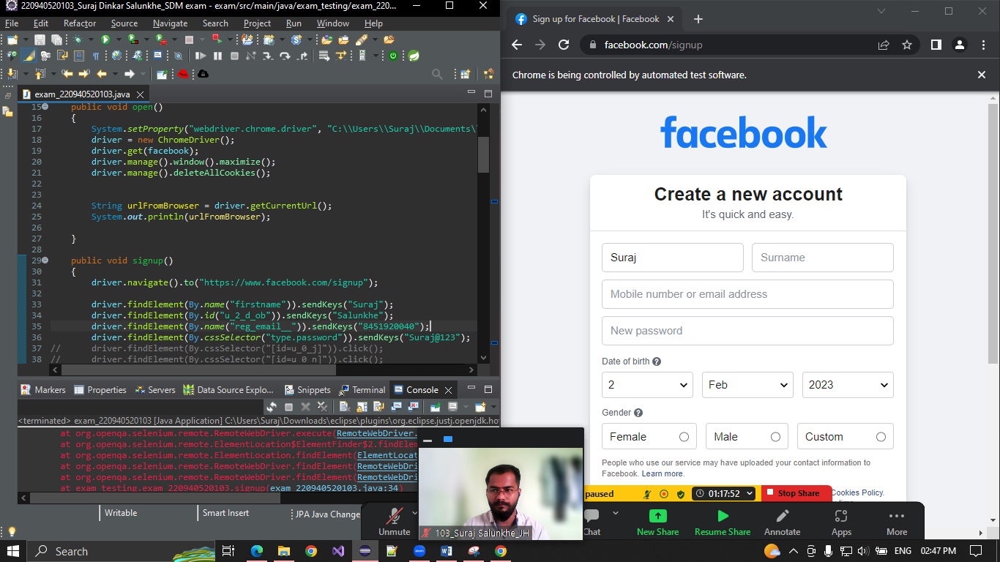 220940520103_Suraj Dinkar Salunkhe_SDM exam - exam/src/main/java/exam_testing/exam_220...
File Edit Refactor Source Navigate Search Project Run Window Help
exam_220940520103.java
15 public void open()
16 {
17 System.setProperty("webdriver.chrome.driver", "C:\\Users\\Suraj\\Documents\
18 driver = new ChromeDriver();
19 driver.get(facebook);
20 driver.manage().window().maximize();
21 driver.manage().deleteAllCookies();
22
23
24 String urlFromBrowser = driver.getCurrentUrl();
25 System.out.println(urlFromBrowser);
26
27 }
28
29 public void signup()
30 {
31 driver.navigate().to("https://www.facebook.com/signup");
32
33 driver.findElement(By.name("firstname")).sendKeys("Suraj");
34 driver.findElement(By.id("u_2_d_ob")).sendKeys("Salunkhe");
35 driver.findElement(By.name("reg_email__")).sendKeys("8451920040");
36 driver.findElement(By.cssSelector("type.password")).sendKeys("Suraj@123");
37 // driver.findElement(By.cssSelector("[id=u_0_j]")).click();
38 // driver.findElement(By.cssSelector("[id=u_0_n]")).click();
Markers Properties Servers Data Source Explo... Snippets Terminal Console
<terminated> exam_220940520103 [Java Application] C:\Users\Suraj\Downloads\eclipse\plugins\org.eclipse.justj.openjdk.ho
at org.openqa.selenium.remote.RemoteWebDriver.execute(RemoteWebDriver.
at org.openqa.selenium.remote.ElementLocation$ElementFinder$2.findElem
at org.openqa.selenium.remote.ElementLocation.findElement(ElementLocat
at org.openqa.selenium.remote.RemoteWebDriver.findElement(RemoteWebDri
at org.openqa.selenium.remote.RemoteWebDriver.findElement(RemoteWebDri
at exam_testing.exam_220940520103.signup(exam_220940520103.java:34)
Writable Smart Insert JPA Java Change
Sign up for Facebook | Facebook
facebook.com/signup
Chrome is being controlled by automated test software.
facebook
Create a new account
It's quick and easy.
Suraj Surname
Mobile number or email address
New password
Date of birth
2 Feb 2023
Gender
Female Male Custom
People who use our service may have uploaded your contact information to
Facebook. Learn more.
Cookies Policy.
paused 01:17:52 Stop Share
Unmute Chat New Share Resume Share Annotate Apps More
103_Suraj Salunkhe_JH
Search ENG 02:47 PM